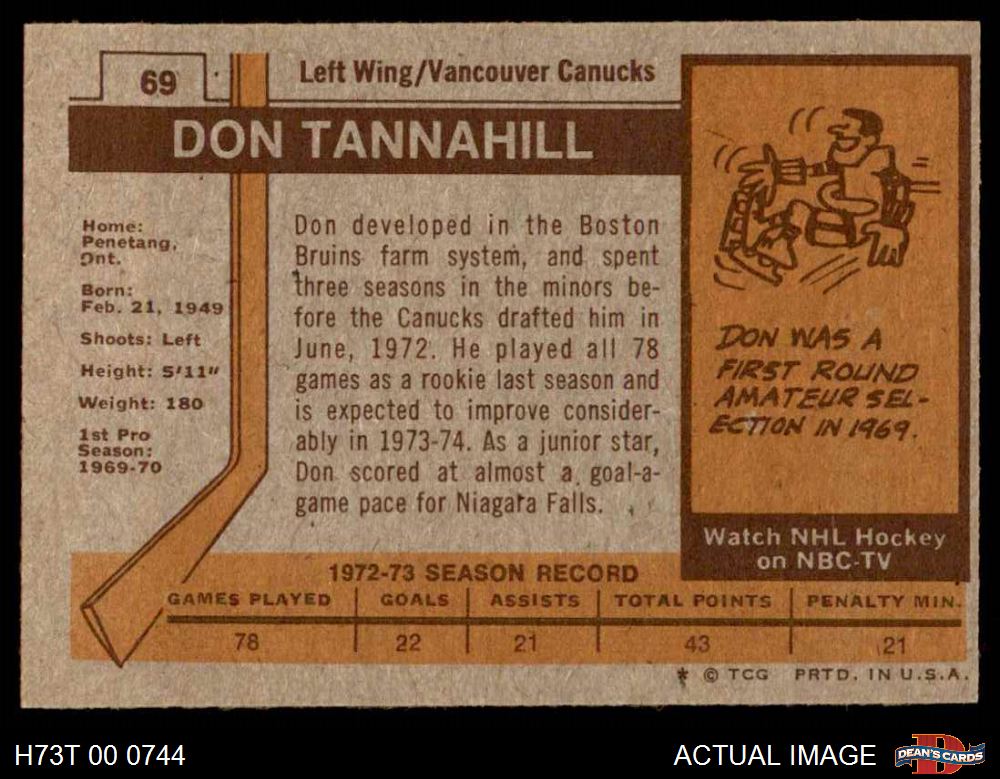 69
Left Wing/Vancouver Canucks
DON TANNAHILL
Home:
Penetang,
Ont.
Born:
Feb. 21, 1949
Shoots: Left
Height: 5'11"
Weight: 180
1st Pro
Season:
1969-70
Don developed in the Boston
Bruins farm system, and spent
three seasons in the minors be-
fore the Canucks drafted him in
June, 1972. He played all 78
games as a rookie last season and
is expected to improve consider-
ably in 1973-74. As a junior star,
Don scored at almost a goal-a-
game pace for Niagara Falls.
DON WAS A
FIRST ROUND
AMATEUR SEL-
ECTION IN 1969.
Watch NHL Hockey
on NBC-TV
1972-73 SEASON RECORD
GAMES PLAYED GOALS ASSISTS TOTAL POINTS PENALTY MIN.
78 22 21 43 21
* © TCG PRTD. IN U.S.A.
H73T 00 0744 ACTUAL IMAGE DEAN'S CARDS